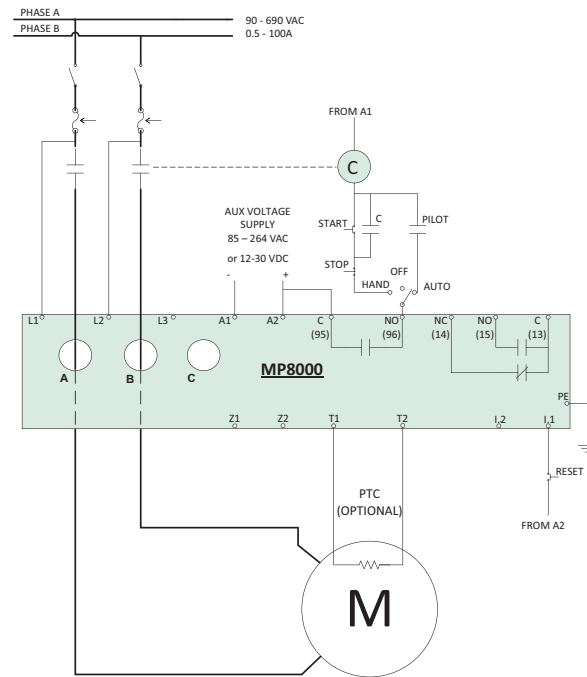 PHASE A
PHASE B
90 - 690 VAC
0.5 - 100A
FROM A1
C
AUX VOLTAGE
SUPPLY
85 – 264 VAC
or 12-30 VDC
-
+
START
C
PILOT
STOP
OFF
HAND
AUTO
L1
L2
L3
A1
A2
C
(95)
NO
(96)
NC
(14)
NO
(15)
C
(13)
A
B
C
MP8000
PE
Z1
Z2
T1
T2
I.2
I.1
RESET
PTC
(OPTIONAL)
FROM A2
M